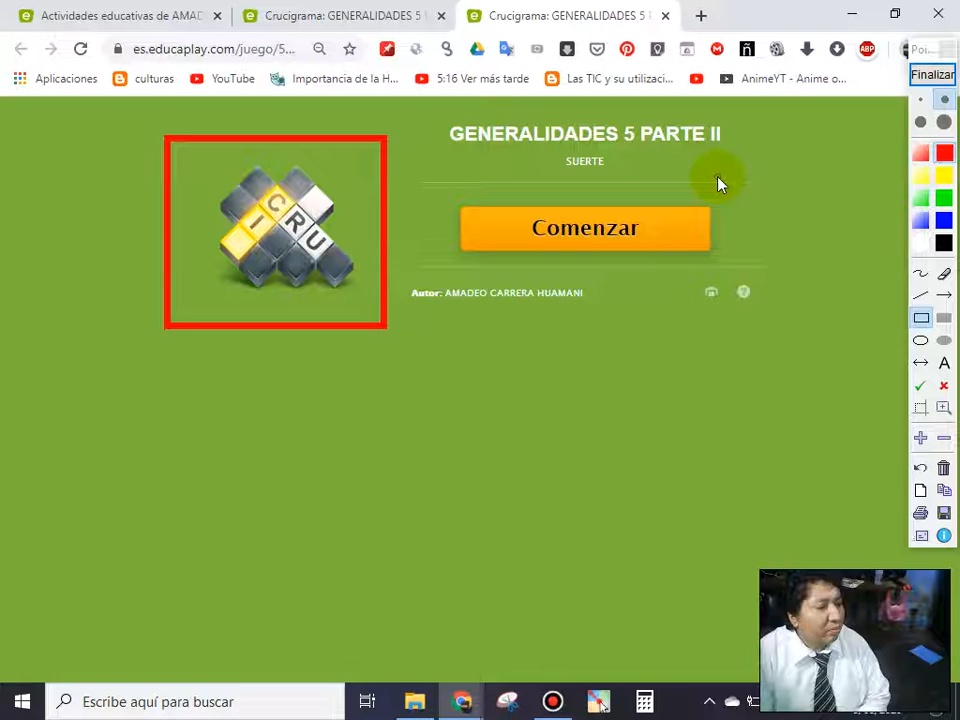 Actividades educativas de AMAD
Crucigrama: GENERALIDADES 5
Crucigrama: GENERALIDADES 5 P
es.educaplay.com/juego/5...
Aplicaciones
culturas
YouTube
Importancia de la H...
5:16 Ver más tarde
Las TIC y su utilizaci...
AnimeYT - Anime o...
Poi...
Finalizar
GENERALIDADES 5 PARTE II
SUERTE
C
I
R
U
Comenzar
Autor: AMADEO CARRERA HUAMANI
A
Escribe aquí para buscar